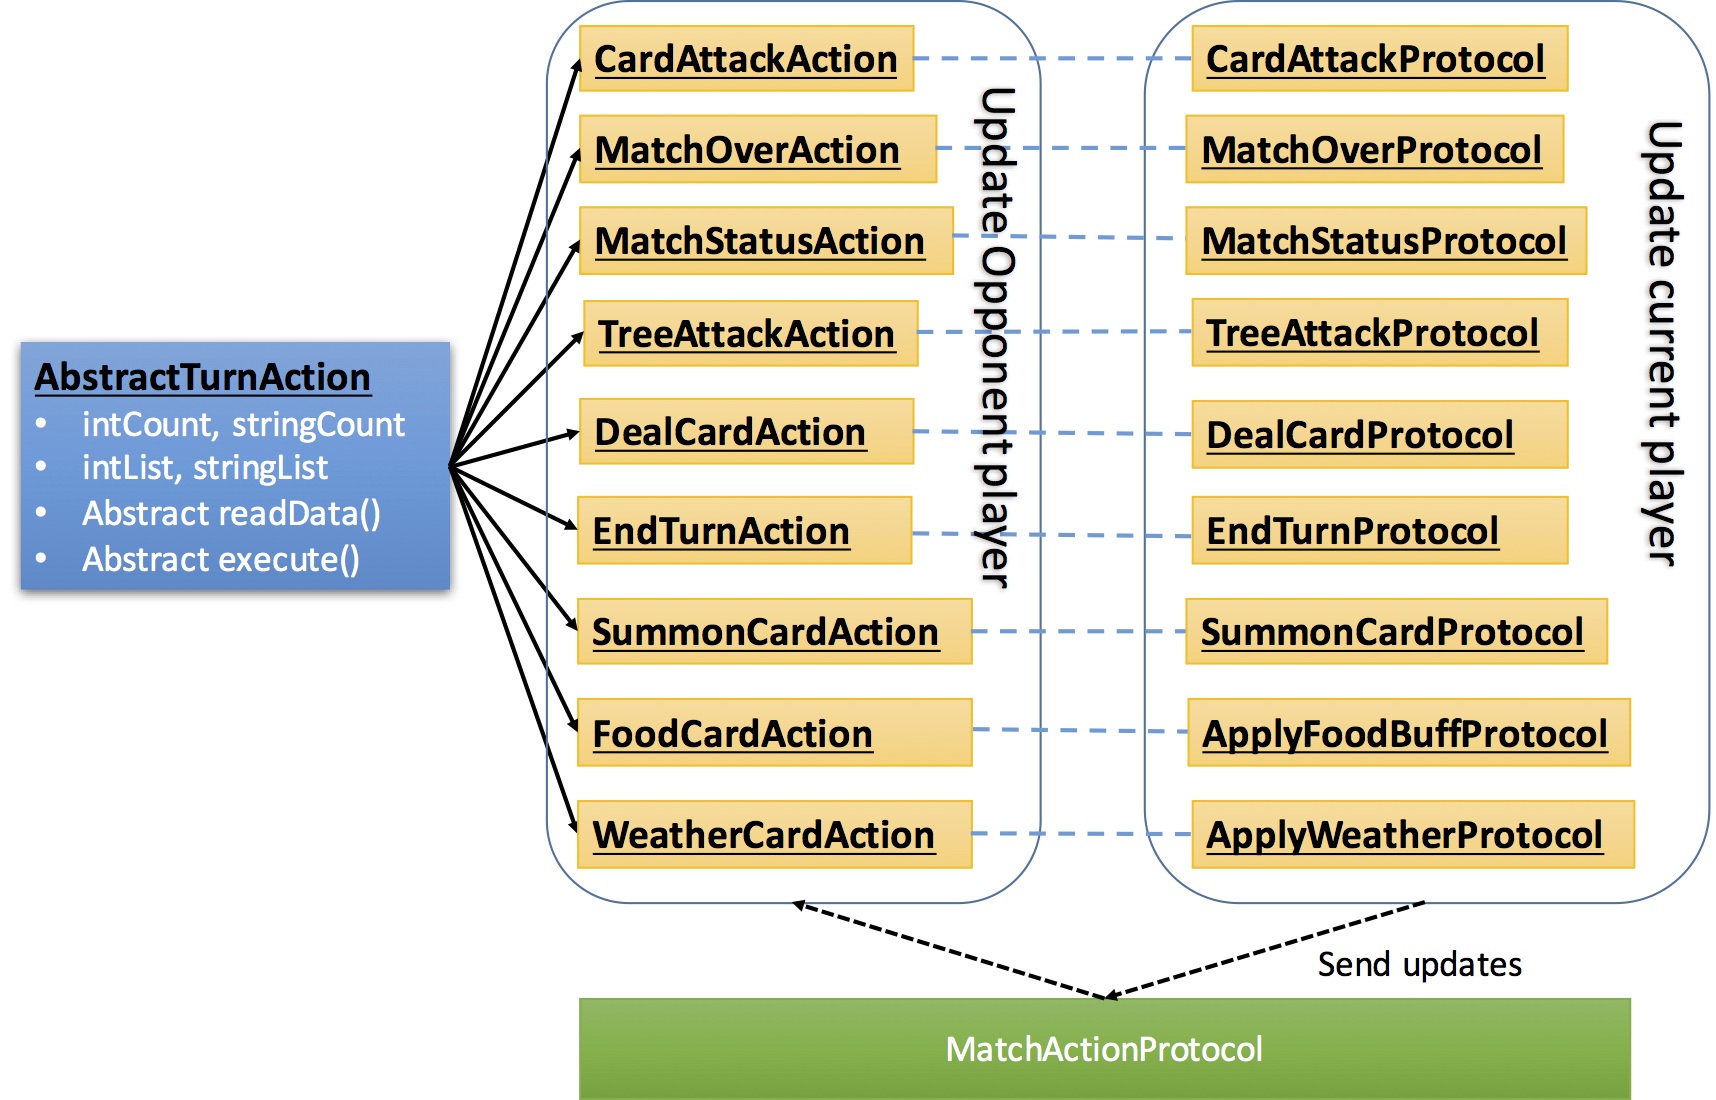 AbstractTurnAction
• intCount, stringCount
• intList, stringList
• Abstract readData()
• Abstract execute()
CardAttackAction
MatchOverAction
MatchStatusAction
TreeAttackAction
DealCardAction
EndTurnAction
SummonCardAction
FoodCardAction
WeatherCardAction
Update Opponent player
CardAttackProtocol
MatchOverProtocol
MatchStatusProtocol
TreeAttackProtocol
DealCardProtocol
EndTurnProtocol
SummonCardProtocol
ApplyFoodBuffProtocol
ApplyWeatherProtocol
Update current player
Send updates
MatchActionProtocol